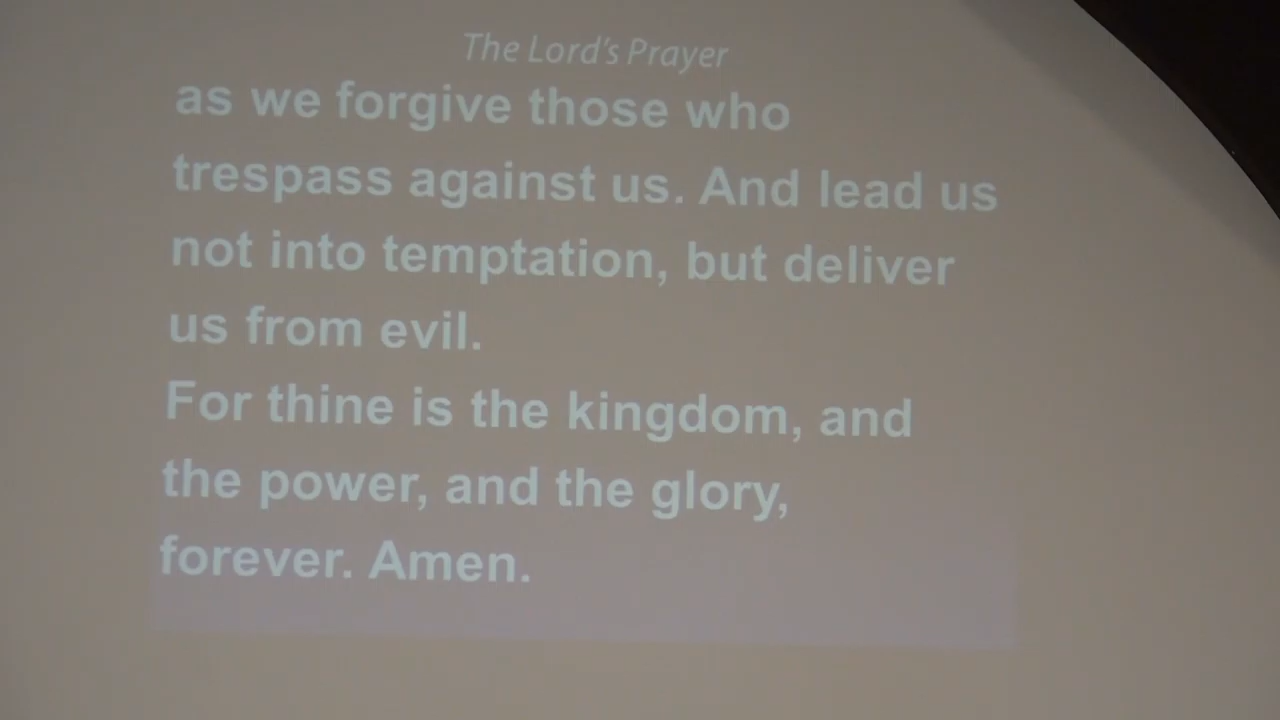 The Lord's Prayer
as we forgive those who
trespass against us. And lead us
not into temptation, but deliver
us from evil.
For thine is the kingdom, and
the power, and the glory,
forever. Amen.